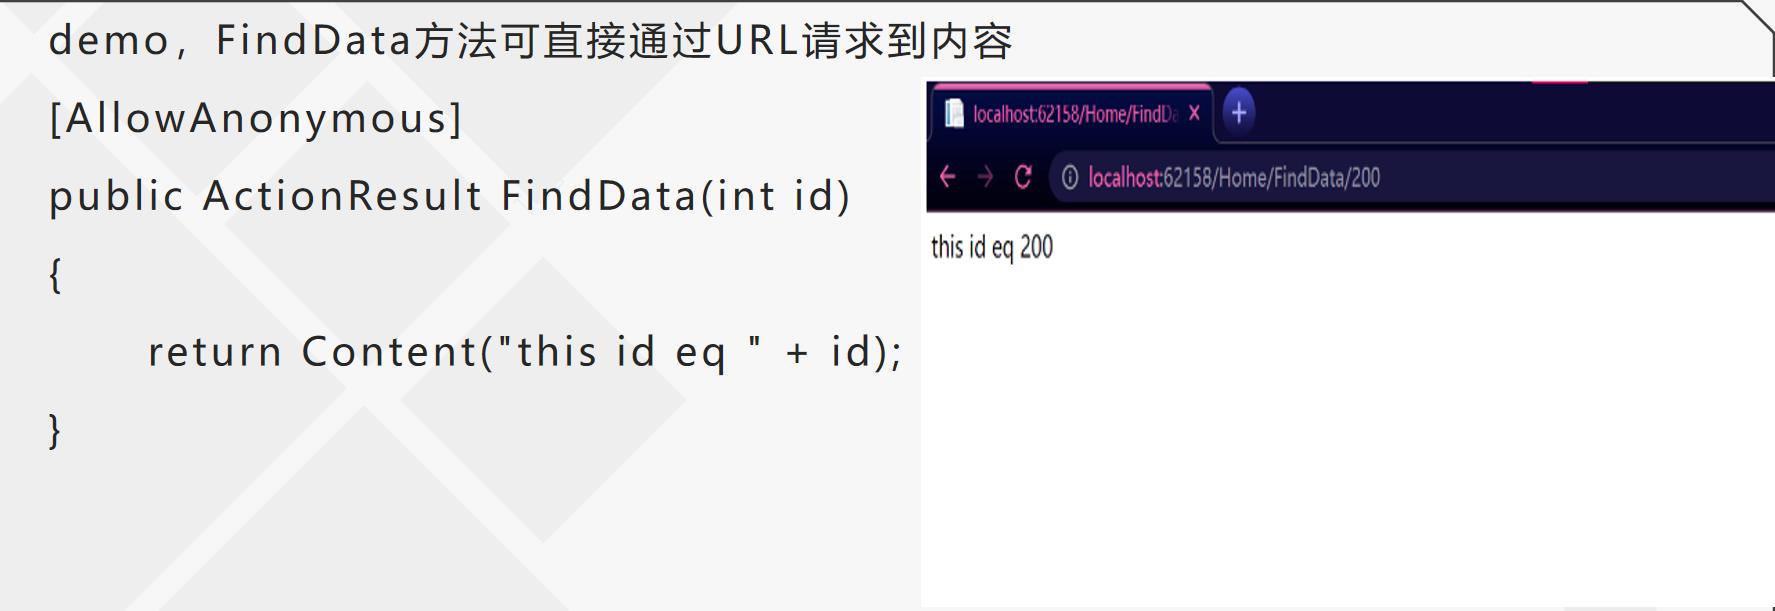 demo，FindData方法可直接通过URL请求到内容
[AllowAnonymous]
public ActionResult FindData(int id)
{
return Content("this id eq " + id);
}
localhost:62158/Home/FindDa
localhost:62158/Home/FindData/200
this id eq 200